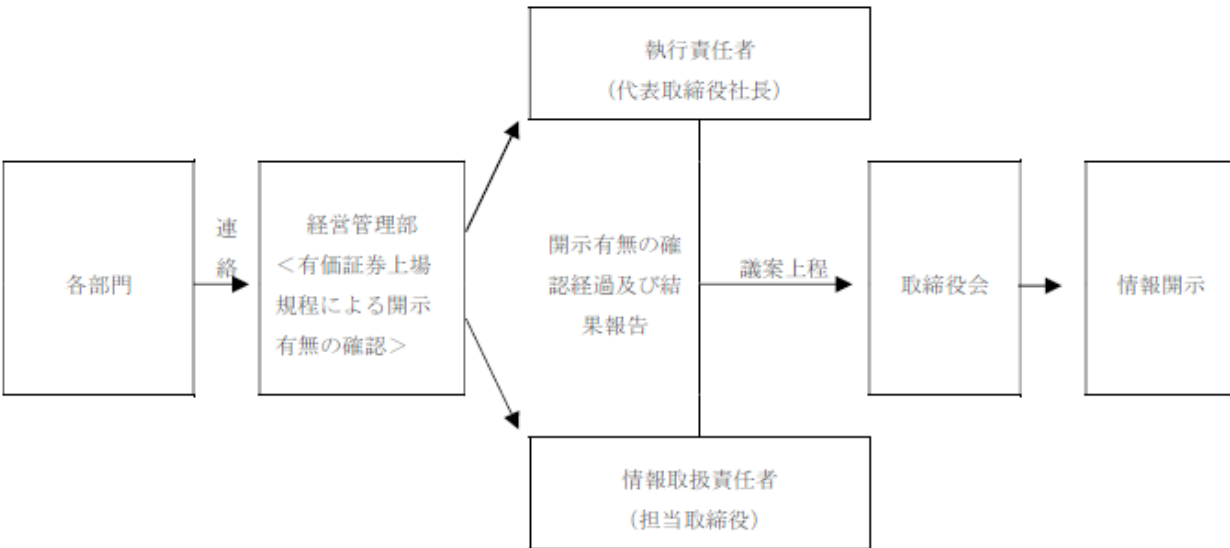 執行責任者
（代表取締役社長）
各部門
連
絡
経営管理部
＜有価証券上場
規程による開示
有無の確認＞
開示有無の確
認経過及び結
果報告
議案上程
取締役会
情報開示
情報取扱責任者
（担当取締役）